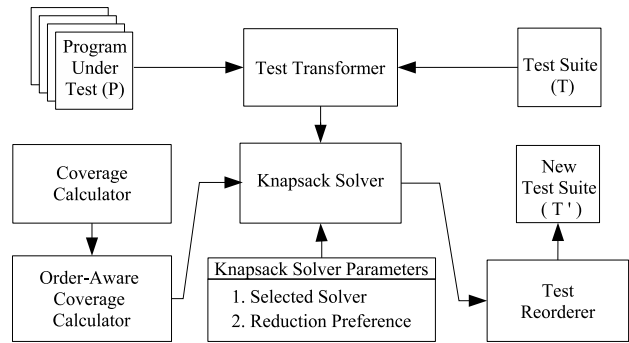 Program
Under
Test (P)
Test Transformer
Test Suite
(T)
Coverage
Calculator
Knapsack Solver
New
Test Suite
( T ' )
Order-Aware
Coverage
Calculator
Knapsack Solver Parameters
1. Selected Solver
2. Reduction Preference
Test
Reorderer